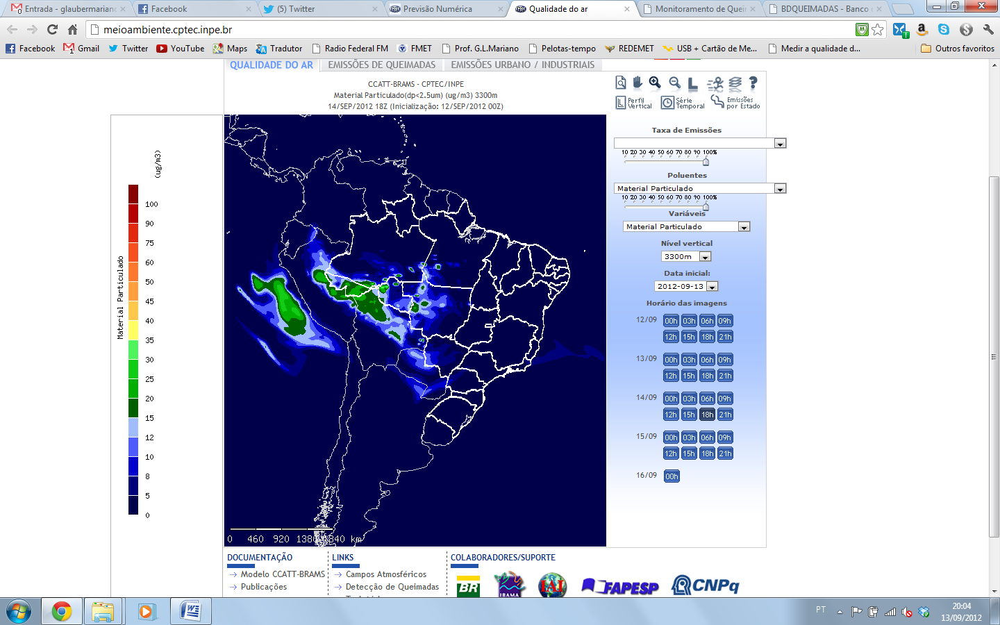 Entrada - glaubermarianc
Facebook
(5) Twitter
Previsão Numérica
Qualidade do ar
Monitoramento de Quei
BDQUEIMADAS - Banco
meioambiente.cptec.inpe.br
Facebook
Gmail
Twitter
YouTube
Maps
Tradutor
Radio Federal FM
FMET
Prof. G.L.Mariano
Pelotas-tempo
REDEMET
USB + Cartão de Me...
Medir a qualidade d...
Outros favoritos
QUALIDADE DO AR
EMISSÕES DE QUEIMADAS
EMISSÕES URBANO / INDUSTRIAIS
CCATT-BRAMS - CPTEC/INPE
Material Particulado(dp<2.5um) (ug/m3) 3300m
14/SEP/2012 18Z (Inicialização: 12/SEP/2012 00Z)
(ug/m3)
Material Particulado
100
90
75
60
50
45
40
35
30
25
20
15
12
10
8
5
0
0 460 920 1380 1840 km
Perfil Vertical
Série Temporal
Emissões por Estado
Taxa de Emissões
10 20 30 40 50 60 70 80 90 100%
Poluentes
Material Particulado
10 20 30 40 50 60 70 80 90 100%
Variáveis
Material Particulado
Nível vertical
3300m
Data inicial:
2012-09-13
Horário das imagens
12/09 00h 03h 06h 09h
12h 15h 18h 21h
13/09 00h 03h 06h 09h
12h 15h 18h 21h
14/09 00h 03h 06h 09h
12h 15h 18h 21h
15/09 00h 03h 06h 09h
12h 15h 18h 21h
16/09 00h
DOCUMENTAÇÃO
Modelo CCATT-BRAMS
Publicações
LINKS
Campos Atmosféricos
Detecção de Queimadas
COLABORADORES/SUPORTE
BR
IBAMA
IAI
FAPESP
CNPq
PT
20:04
13/09/2012